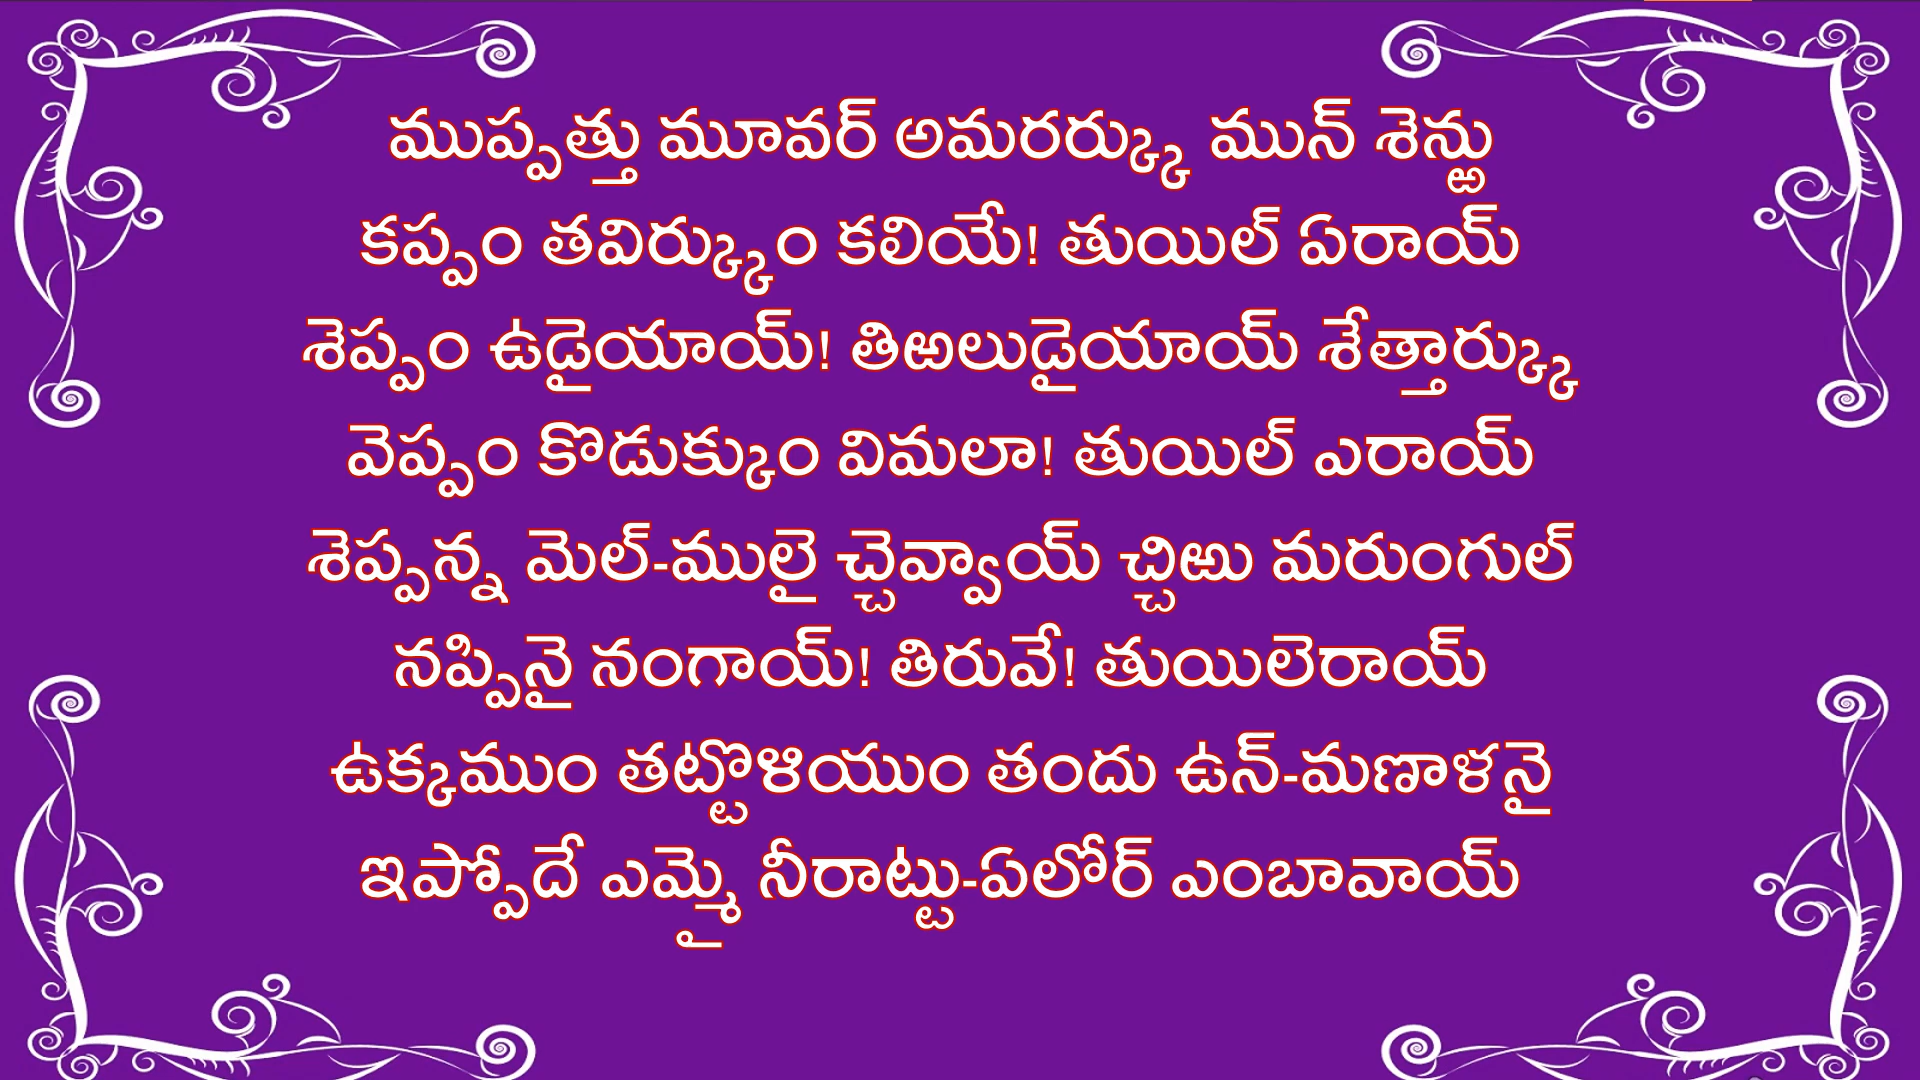 ముప్పత్తు మూవర్ అమరర్క్కు మున్ శెన్ఱు
కప్పం తవిర్క్కుం కలియే! తుయిల్ ఏరాయ్
శెప్పం ఉడైయాయ్! తిఱలుడైయాయ్ శేత్తార్క్కు
వెప్పం కొడుక్కుం విమలా! తుయిల్ ఎరాయ్
శెప్పన్న మెల్-ములై చ్చెవ్వాయ్ చ్చిఱు మరుంగుల్
నప్పినై నంగాయ్! తిరువే! తుయిలెరాయ్
ఉక్కముం తట్టొళియుం తందు ఉన్-మణాళనై
ఇప్పోదే ఎమ్మై నీరాట్టు-ఏలోర్ ఎంబావాయ్